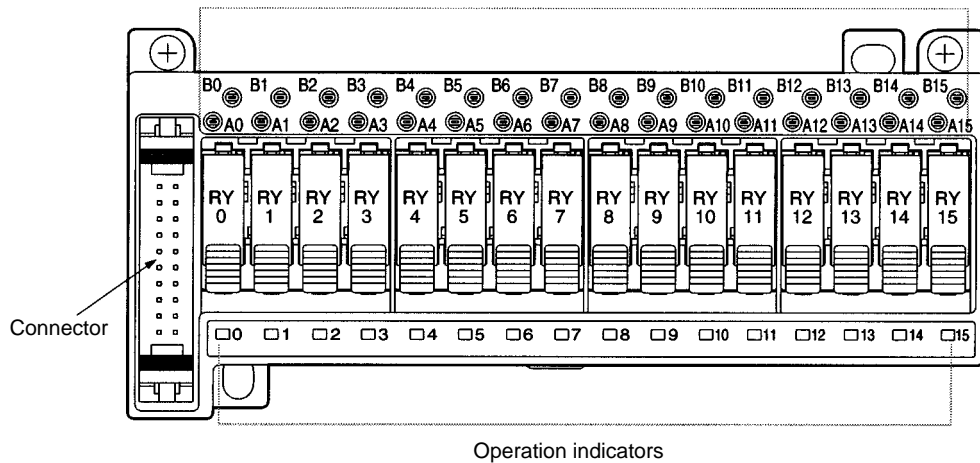 B0 B1 B2 B3 B4 B5 B6 B7 B8 B9 B10 B11 B12 B13 B14 B15
A0 A1 A2 A3 A4 A5 A6 A7 A8 A9 A10 A11 A12 A13 A14 A15
RY RY RY RY RY RY RY RY RY RY RY RY RY RY RY RY
0 1 2 3 4 5 6 7 8 9 10 11 12 13 14 15
Connector
0 1 2 3 4 5 6 7 8 9 10 11 12 13 14 15
Operation indicators